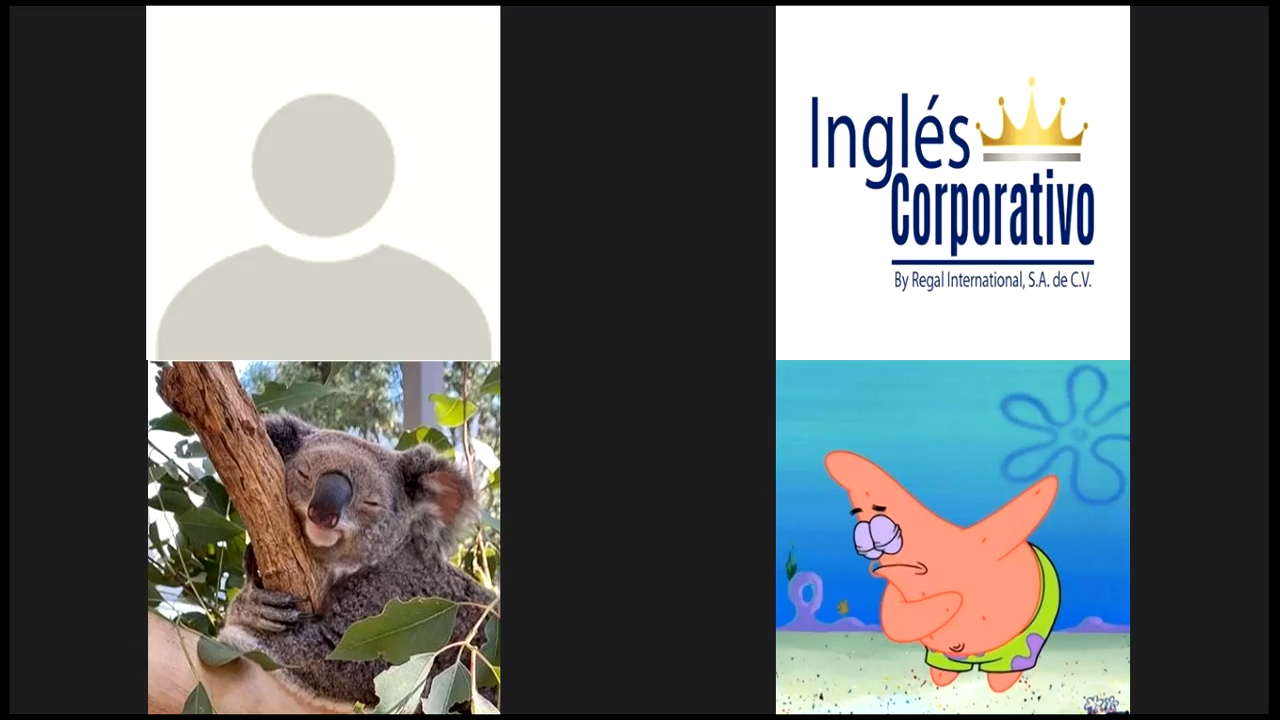 Inglés
Corporativo
By Regal International, S.A. de C.V.